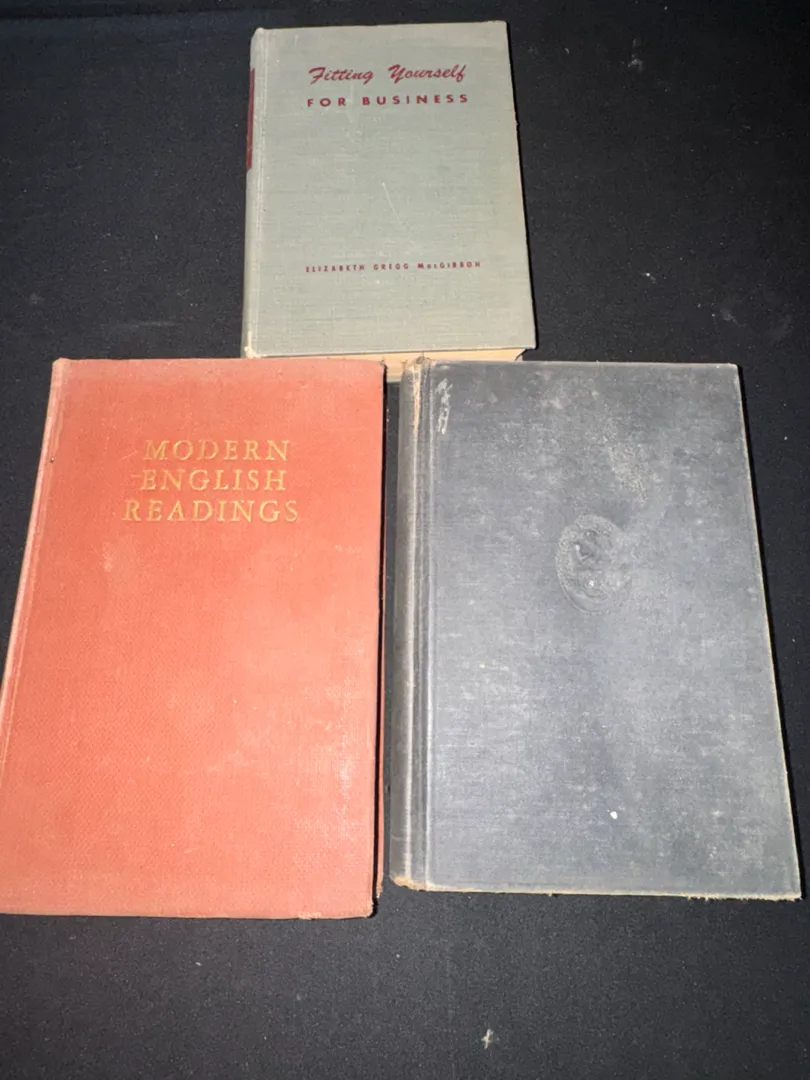 Fitting Yourself
FOR BUSINESS
ELIZABETH GREGG MacGIBBON
MODERN
ENGLISH
READINGS